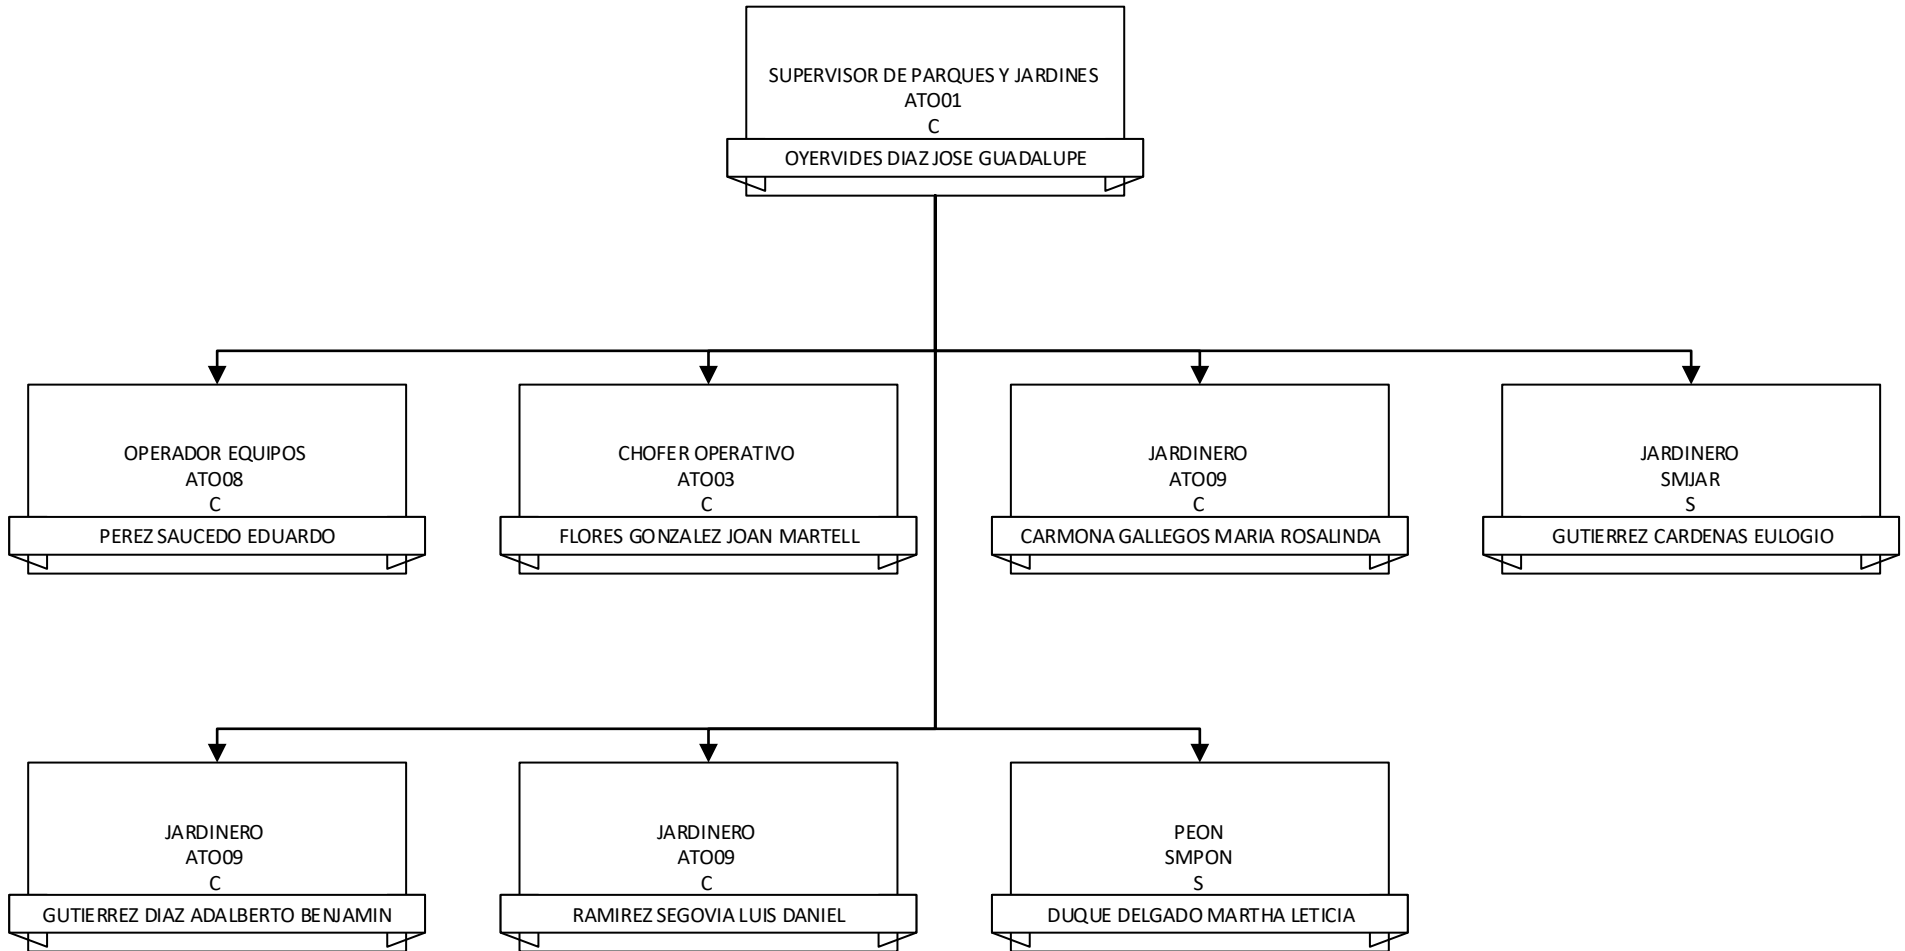 SUPERVISOR DE PARQUES Y JARDINES
ATO01
C
OYERVIDES DIAZ JOSE GUADALUPE
OPERADOR EQUIPOS
ATO08
C
PEREZ SAUCEDO EDUARDO
CHOFER OPERATIVO
ATO03
C
FLORES GONZALEZ JOAN MARTELL
JARDINERO
ATO09
C
CARMONA GALLEGOS MARIA ROSALINDA
JARDINERO
SMJAR
S
GUTIERREZ CARDENAS EULOGIO
JARDINERO
ATO09
C
GUTIERREZ DIAZ ADALBERTO BENJAMIN
JARDINERO
ATO09
C
RAMIREZ SEGOVIA LUIS DANIEL
PEON
SMPON
S
DUQUE DELGADO MARTHA LETICIA